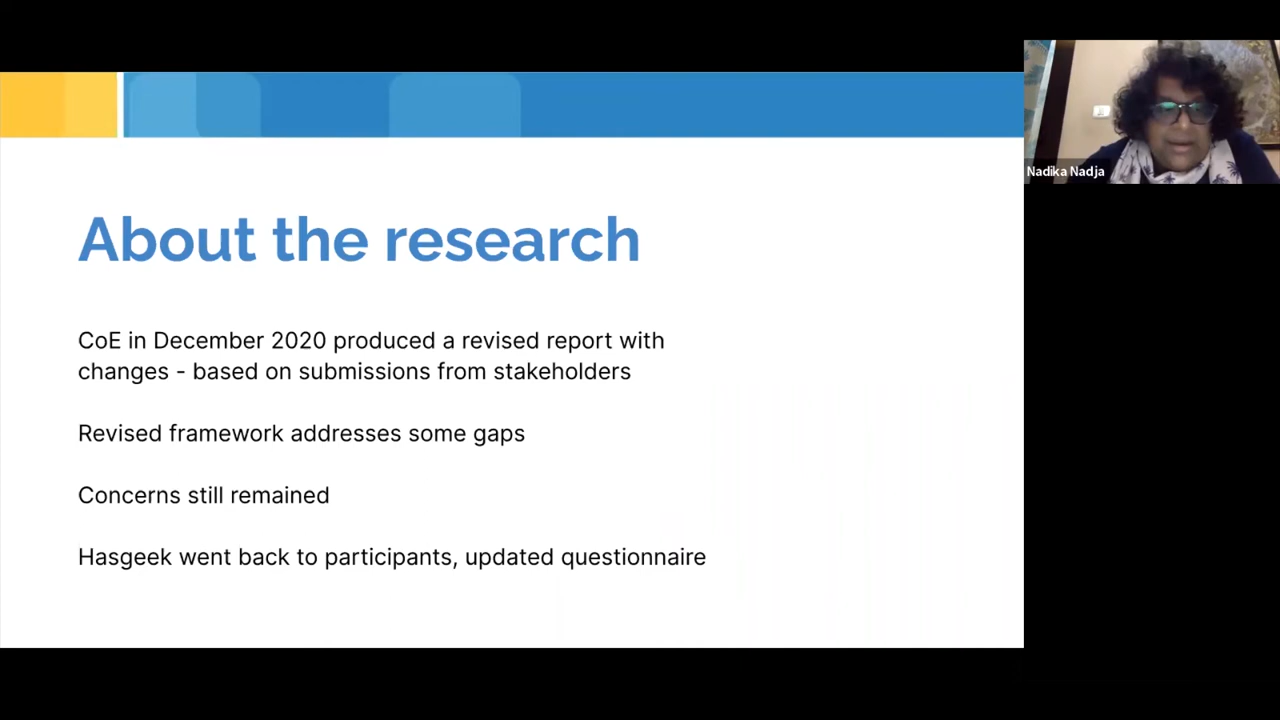 About the research
CoE in December 2020 produced a revised report with
changes - based on submissions from stakeholders
Revised framework addresses some gaps
Concerns still remained
Hasgeek went back to participants, updated questionnaire
Nadika Nadja